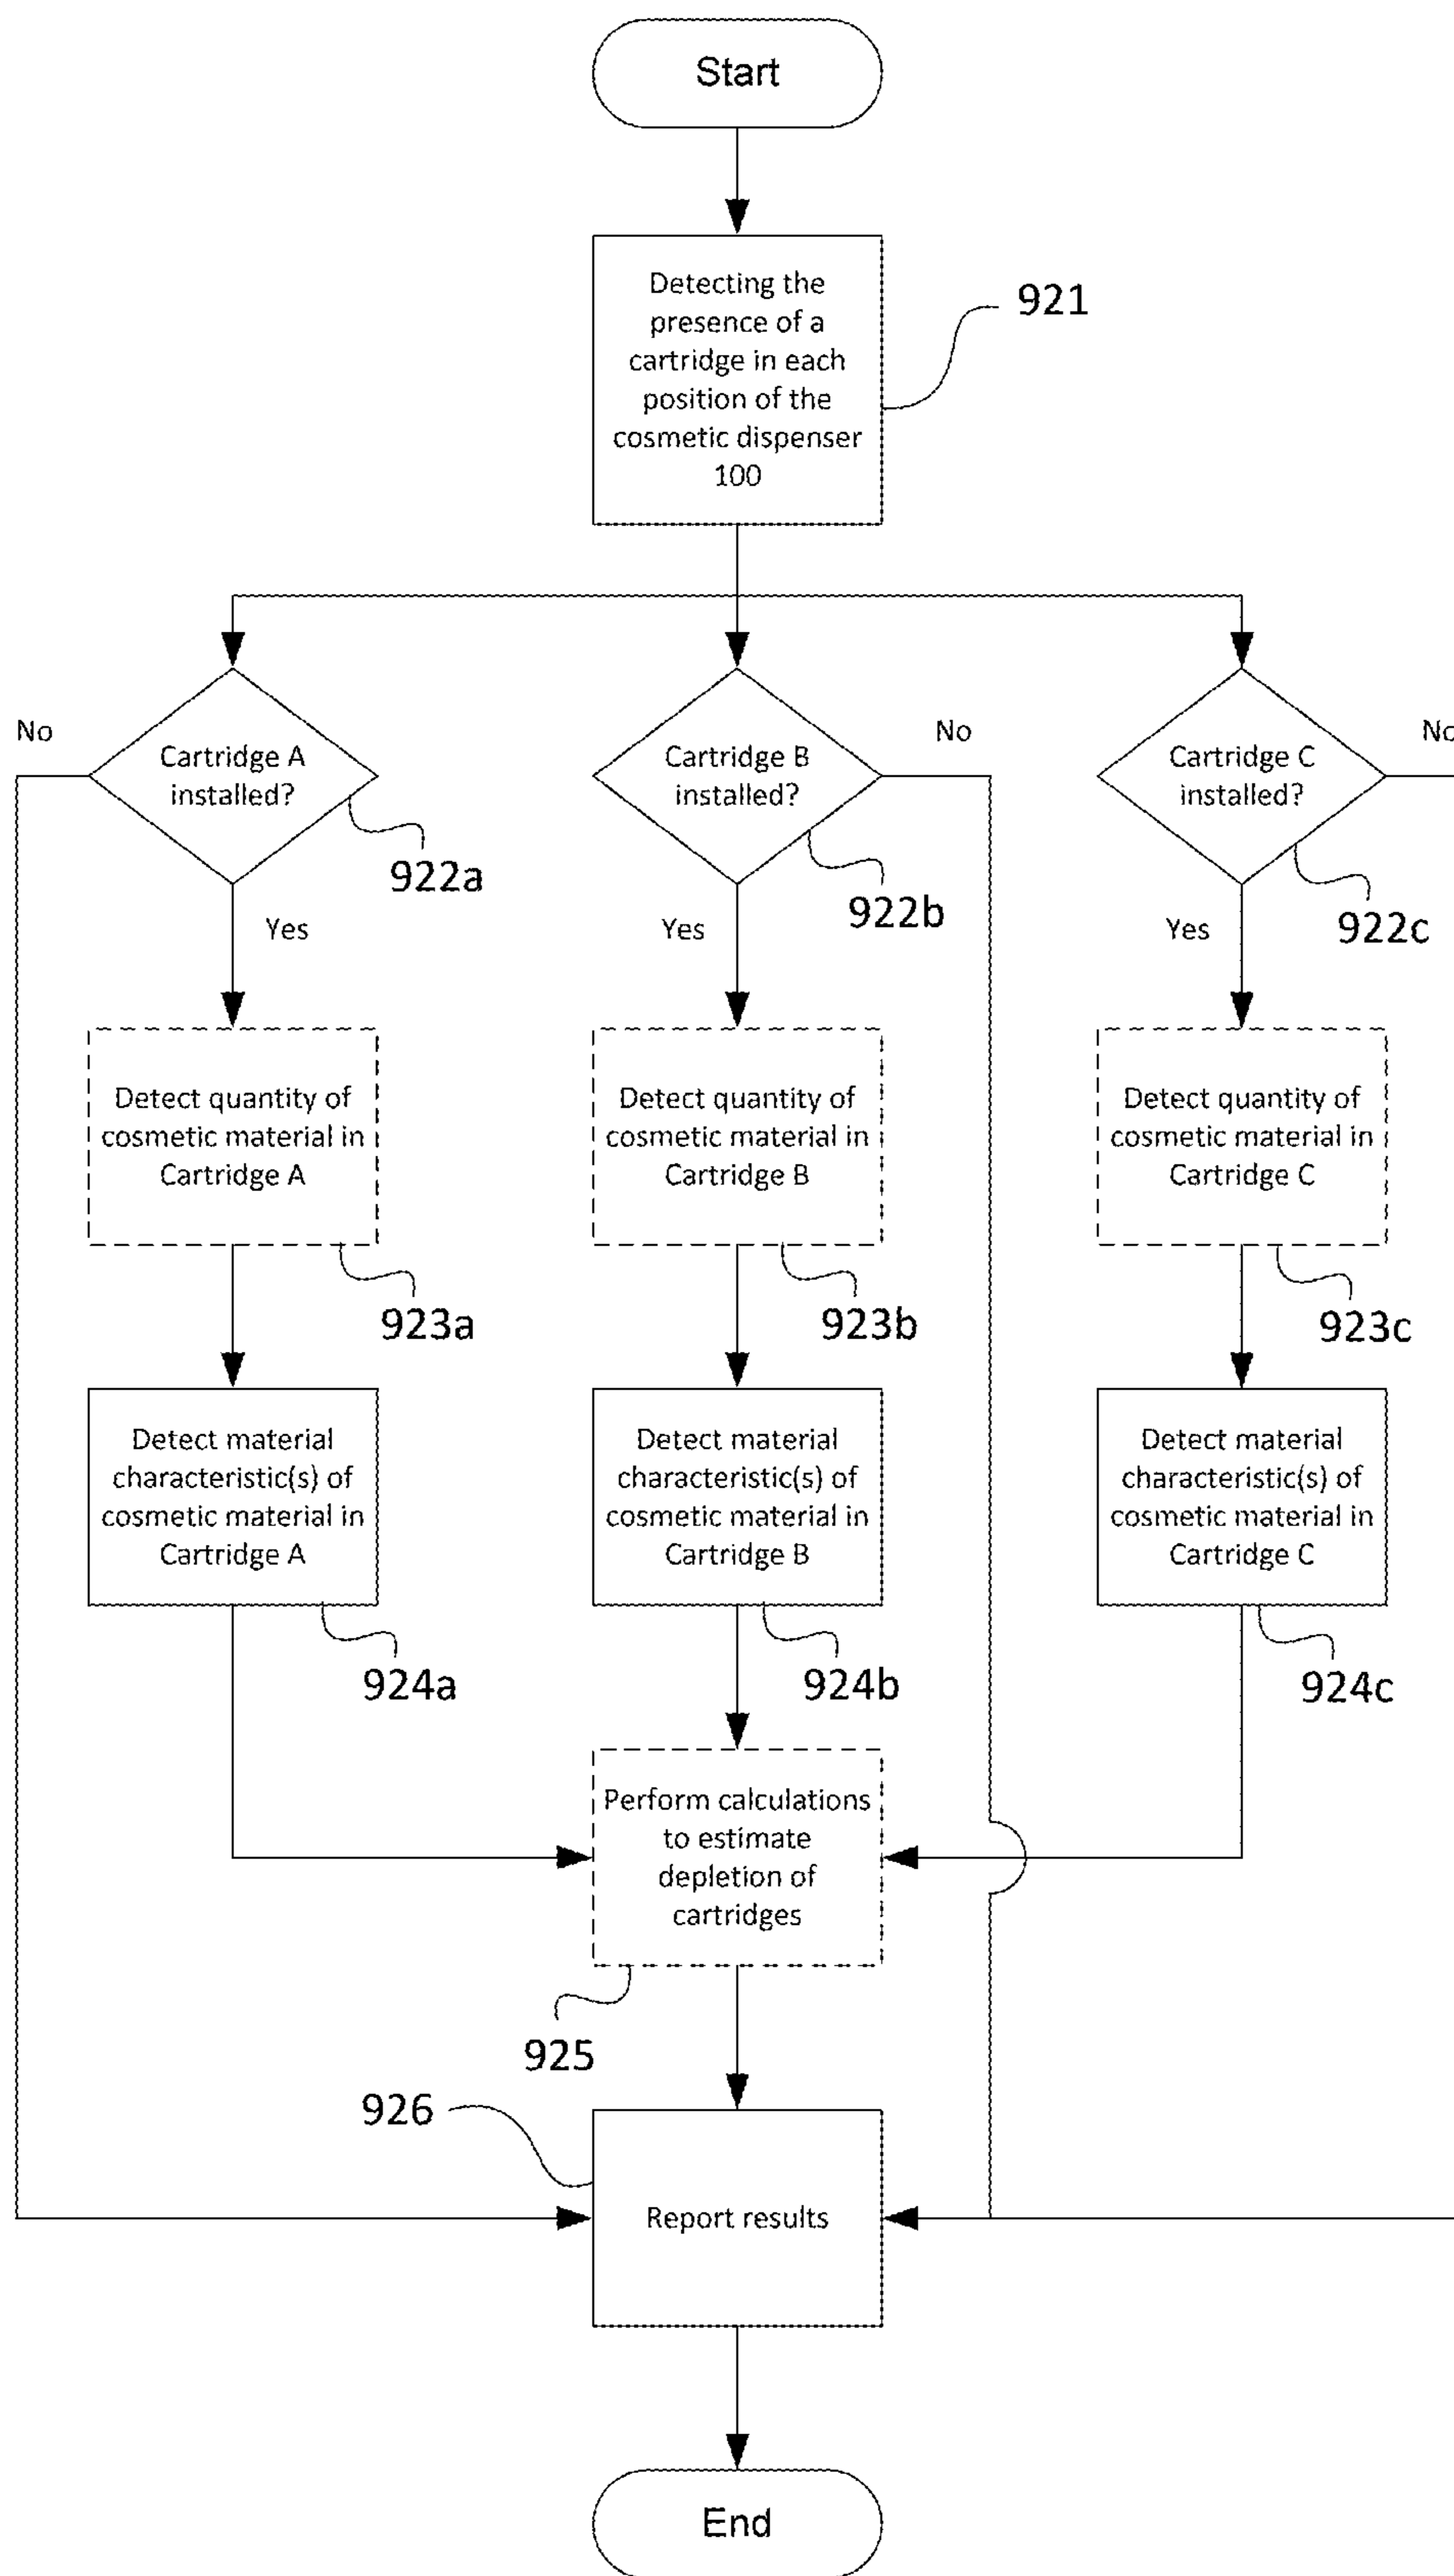 Start
Detecting the
presence of a
cartridge in each
position of the
cosmetic dispenser
100
921
No
Cartridge A
installed?
922a
Yes
No
Cartridge B
installed?
922b
Yes
No
Cartridge C
installed?
922c
Yes
Detect quantity of
cosmetic material in
Cartridge A
923a
Detect quantity of
cosmetic material in
Cartridge B
923b
Detect quantity of
cosmetic material in
Cartridge C
923c
Detect material
characteristic(s) of
cosmetic material in
Cartridge A
924a
Detect material
characteristic(s) of
cosmetic material in
Cartridge B
924b
Detect material
characteristic(s) of
cosmetic material in
Cartridge C
924c
Perform calculations
to estimate
depletion of
cartridges
925
926
Report results
End